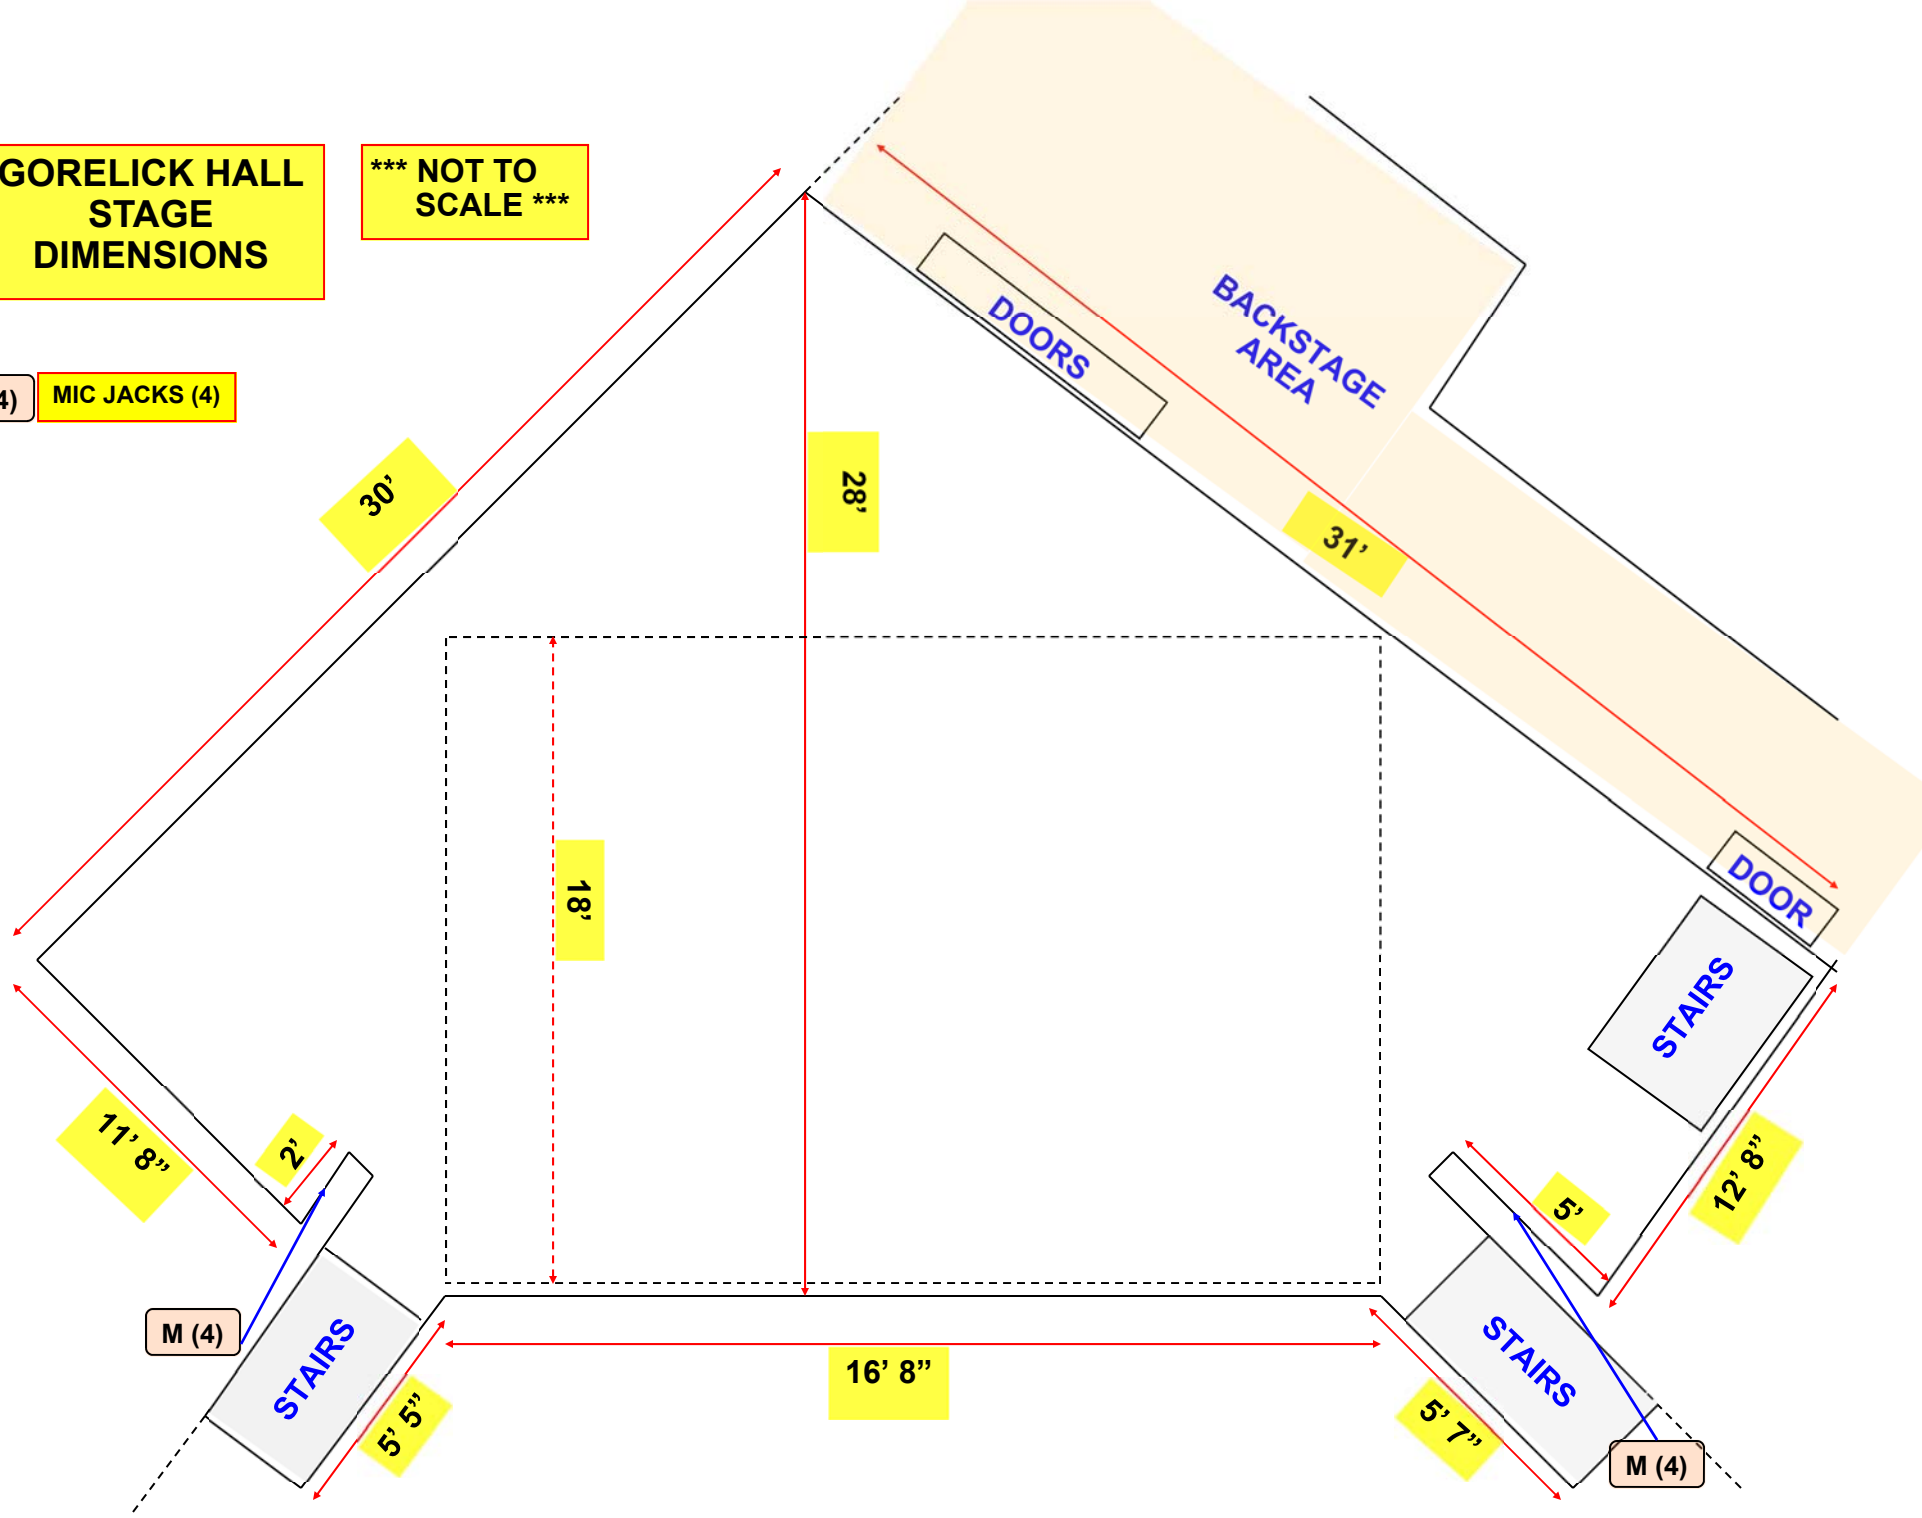 GORELICK HALL
STAGE
DIMENSIONS
*** NOT TO
SCALE ***
4)
MIC JACKS (4)
30’
28’
DOORS
BACKSTAGE
AREA
31’
18’
DOOR
STAIRS
11’ 8”
2’
5’
12’ 8”
M (4)
STAIRS
5’ 5”
16’ 8”
STAIRS
5’ 7”
M (4)